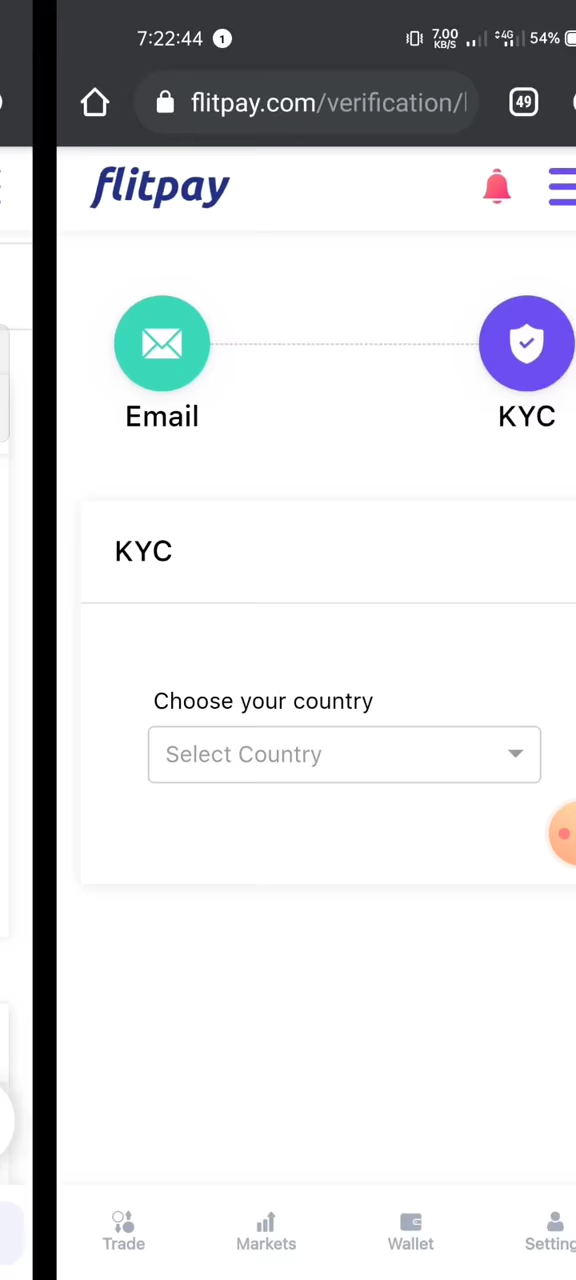 7:22:44 1 7.00 KB/S 4G 54%
flitpay.com/verification/ 49
flitpay
Email KYC
KYC
Choose your country
Select Country
Trade Markets Wallet Setting